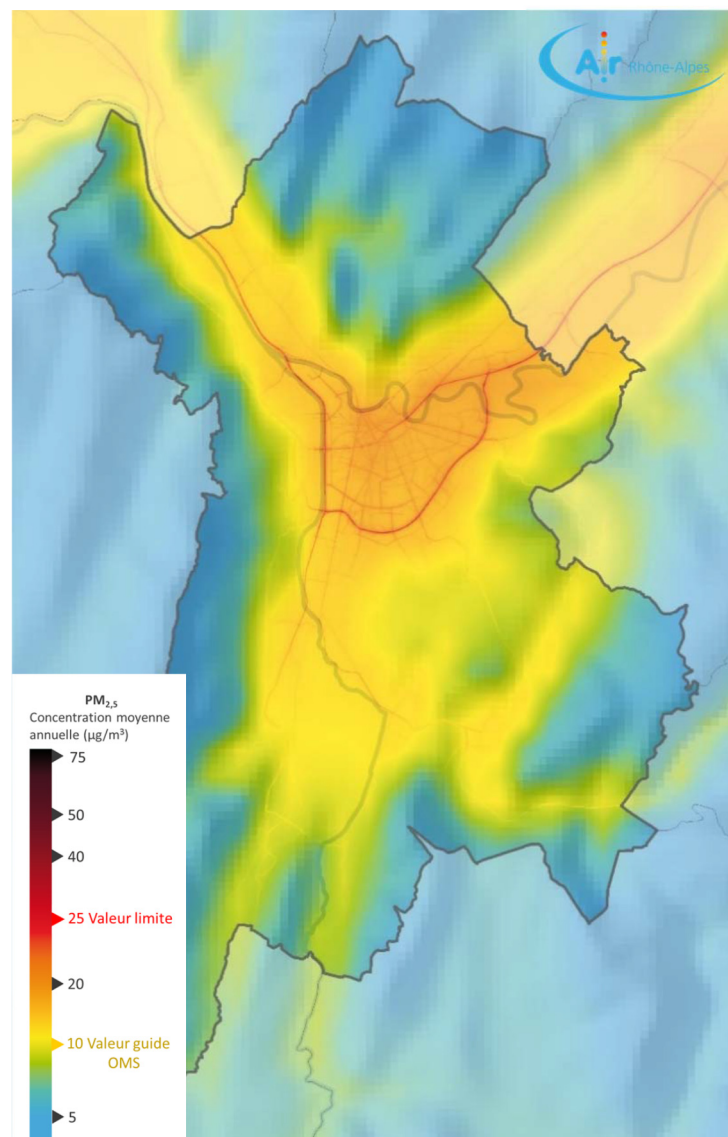 Air Rhône-Alpes
PM2,5
Concentration moyenne
annuelle (µg/m³)
75
50
40
25 Valeur limite
20
10 Valeur guide
OMS
5